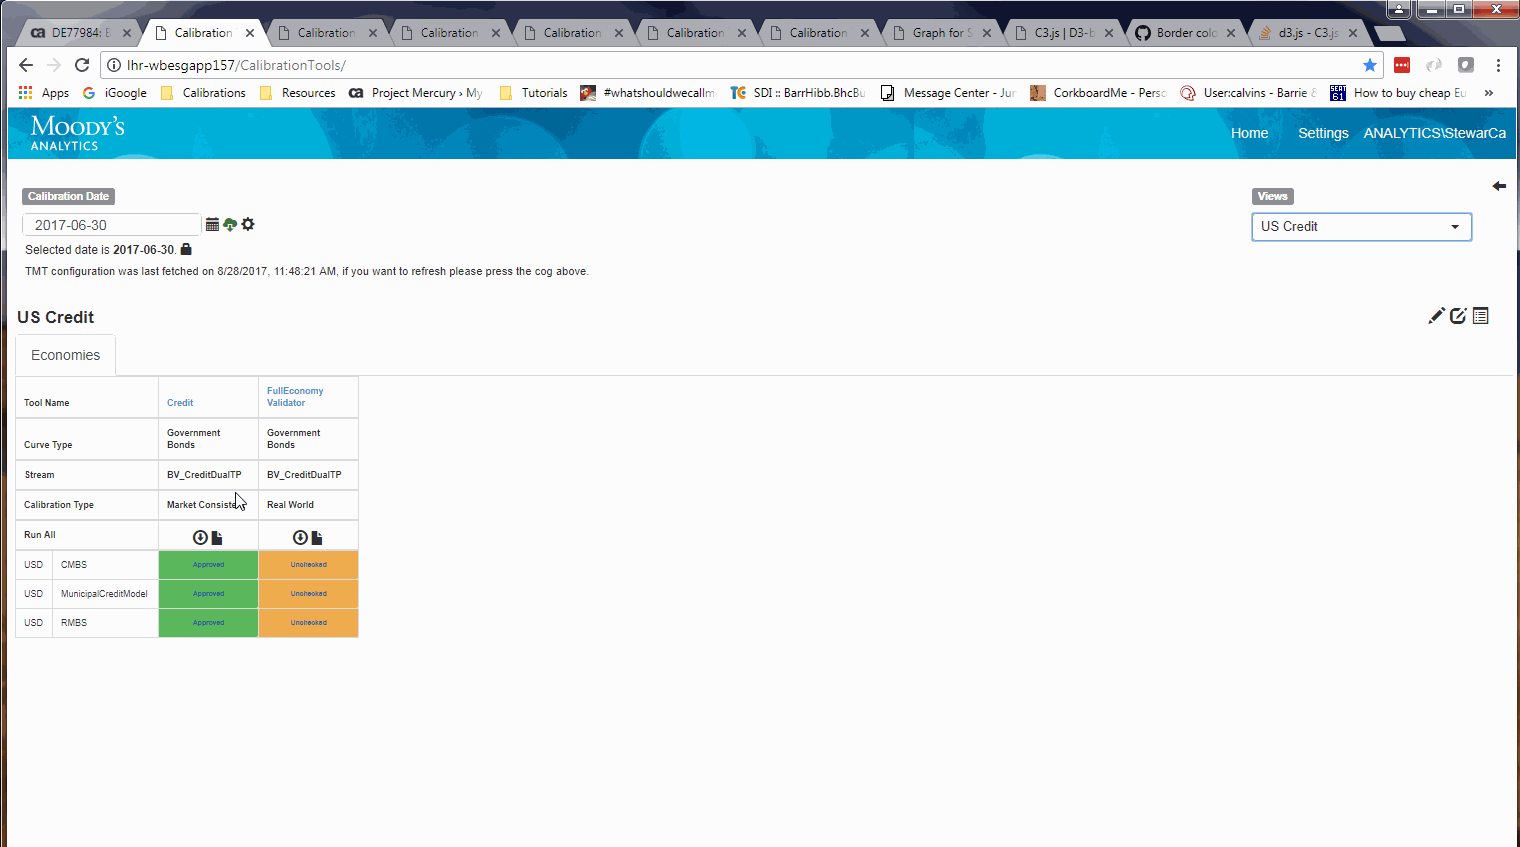 DE77984: E
Calibration
Calibration
Calibration
Calibration
Calibration
Calibration
Graph for S
C3.js | D3-b
Border colo
d3.js - C3.js
lhr-wbesgapp157/CalibrationTools/
Apps
iGoogle
Calibrations
Resources
Project Mercury › My
Tutorials
#whatshouldwecallm
SDI :: BarrHibb.BhcBu
Message Center - Jun
CorkboardMe - Perso
User:calvins - Barrie &
How to buy cheap Eu
MOODY'S
ANALYTICS
Home
Settings
ANALYTICS\StewarCa
Calibration Date
Views
2017-06-30
US Credit
Selected date is 2017-06-30.
TMT configuration was last fetched on 8/28/2017, 11:48:21 AM, if you want to refresh please press the cog above.
US Credit
Economies
Tool Name
Credit
FullEconomy
Validator
Curve Type
Government
Bonds
Government
Bonds
Stream
BV_CreditDualTP
BV_CreditDualTP
Calibration Type
Market Consiste
Real World
Run All
USD
CMBS
Approved
Unchecked
USD
MunicipalCreditModel
Approved
Unchecked
USD
RMBS
Approved
Unchecked